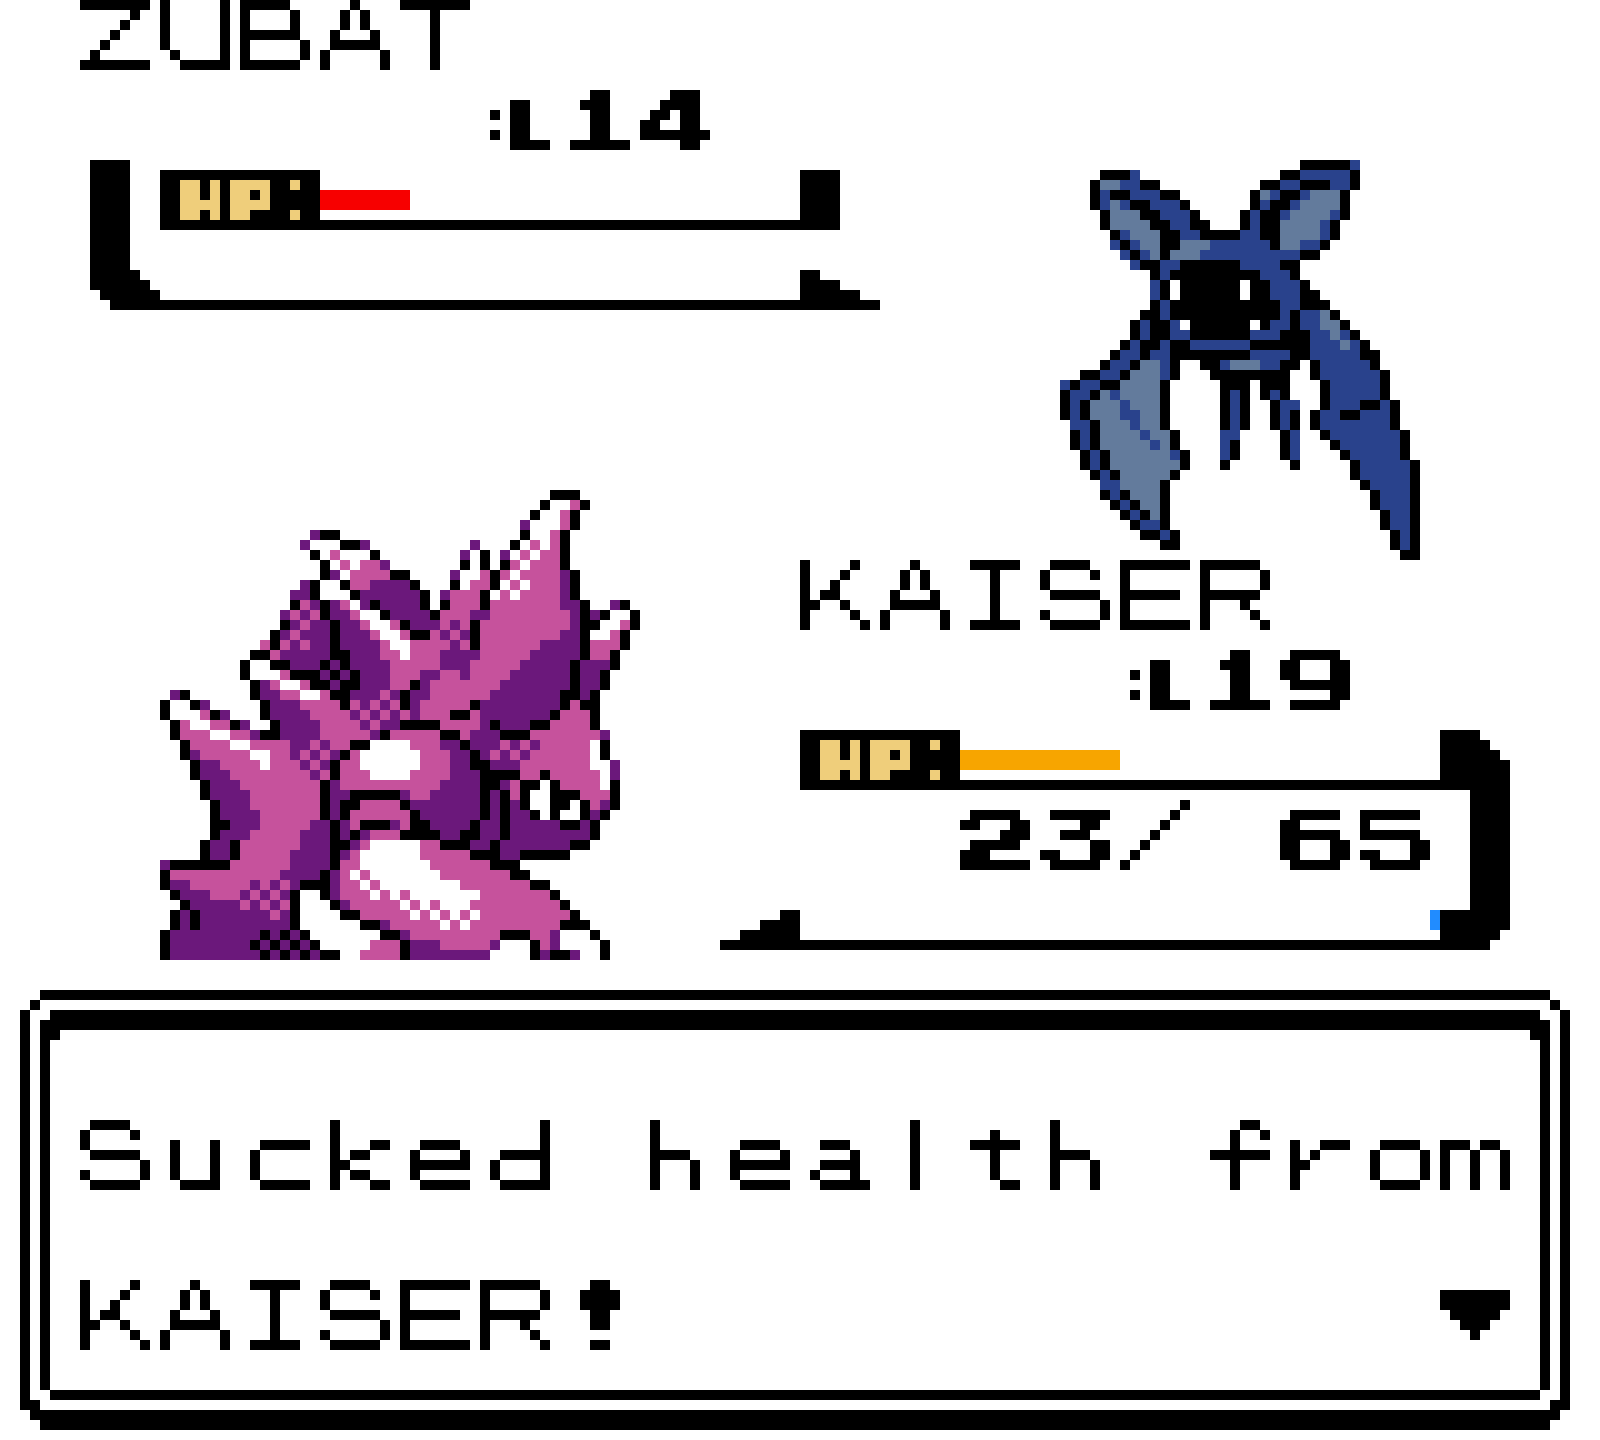 ZUBAT
:L14
HP:
KAISER
:L19
HP:
23/ 65
Sucked health from
KAISER!